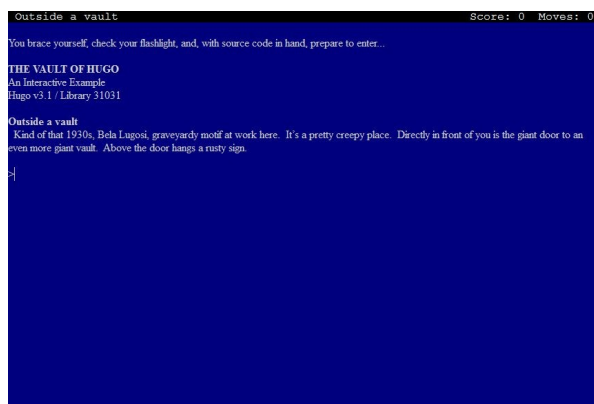 Outside a vault Score: 0 Moves: 0
You brace yourself, check your flashlight, and, with source code in hand, prepare to enter...
THE VAULT OF HUGO
An Interactive Example
Hugo v3.1 / Library 31031
Outside a vault
Kind of that 1930s, Bela Lugosi, graveyardy motif at work here. It's a pretty creepy place. Directly in front of you is the giant door to an
even more giant vault. Above the door hangs a rusty sign.
>